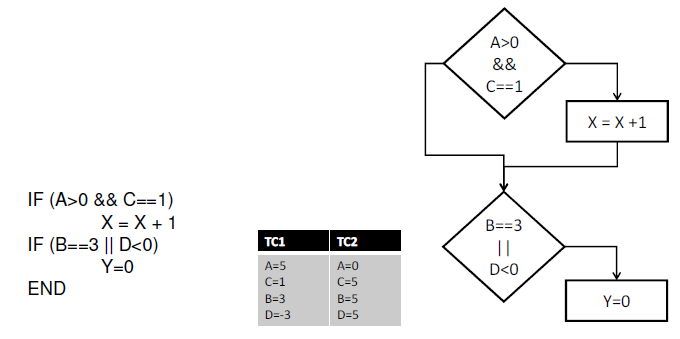 IF (A>0 && C==1)
X = X + 1
IF (B==3 || D<0)
Y=0
END
TC1 TC2
A=5 A=0
C=1 C=5
B=3 B=5
D=-3 D=5
A>0
&&
C==1
X = X +1
B==3
||
D<0
Y=0